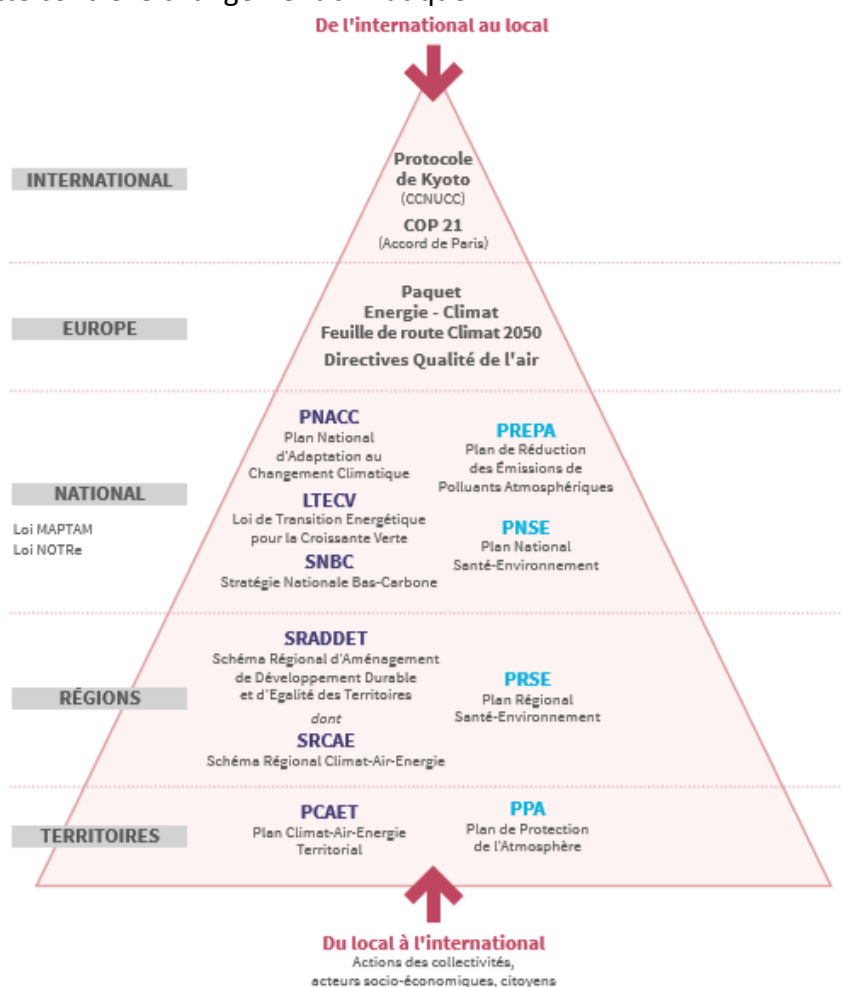 De l'international au local
INTERNATIONAL
Protocole
de Kyoto
(CCNUCC)
COP 21
(Accord de Paris)
EUROPE
Paquet
Energie - Climat
Feuille de route Climat 2050
Directives Qualité de l'air
NATIONAL
Loi MAPTAM
Loi NOTRe
PNACC
Plan National
d'Adaptation au
Changement Climatique
LTECV
Loi de Transition Energétique
pour la Croissante Verte
SNBC
Stratégie Nationale Bas-Carbone
PREPA
Plan de Réduction
des Émissions de
Polluants Atmosphériques
PNSE
Plan National
Santé-Environnement
RÉGIONS
SRADDET
Schéma Régional d'Aménagement
de Développement Durable
et d'Egalité des Territoires
dont
SRCAE
Schéma Régional Climat-Air-Energie
PRSE
Plan Régional
Santé-Environnement
TERRITOIRES
PCAET
Plan Climat-Air-Energie
Territorial
PPA
Plan de Protection
de l'Atmosphère
Du local à l'international
Actions des collectivités,
acteurs socio-économiques, citoyens